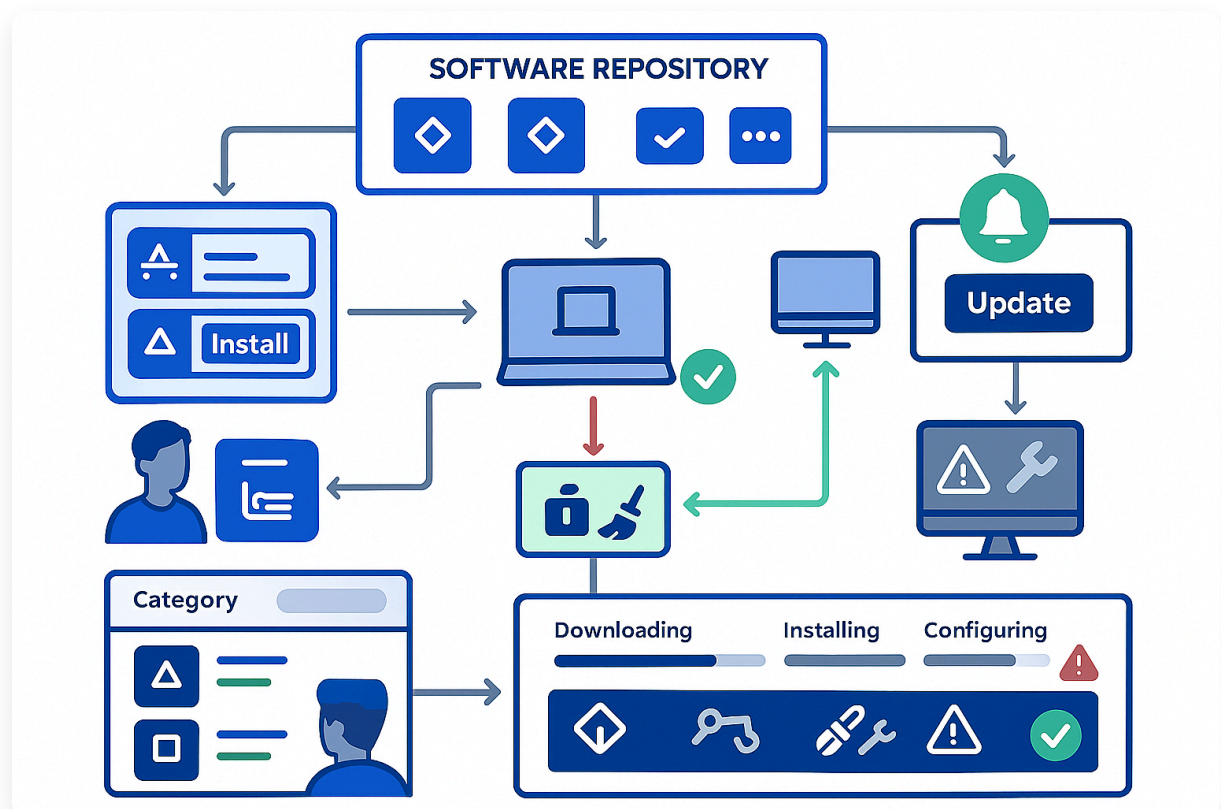 SOFTWARE REPOSITORY
Install
Update
Category
Downloading
Installing
Configuring